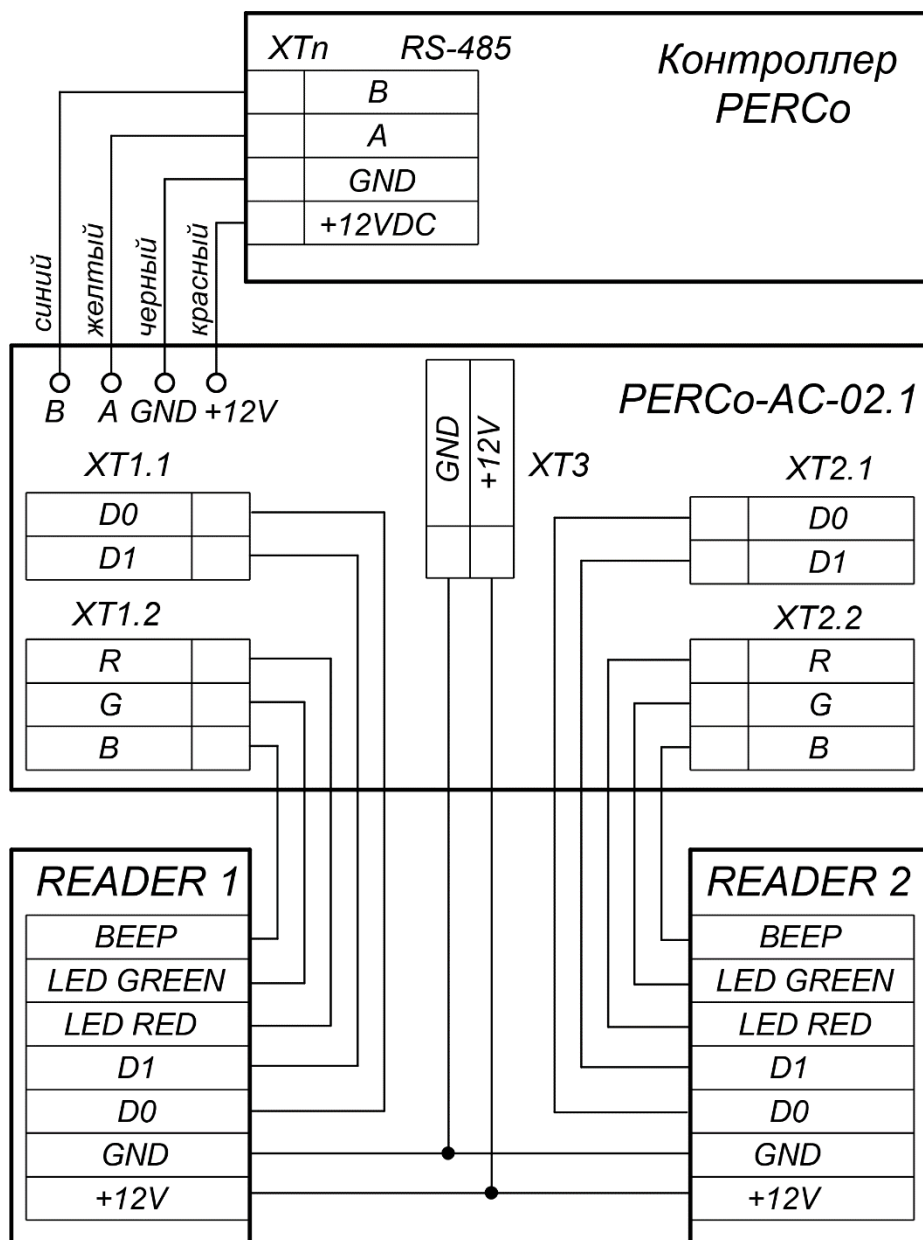 XTn RS-485
Контроллер
PERCo
B
A
GND
+12VDC
синий
желтый
черный
красный
B A GND +12V
GND
+12V
XT3
PERCo-AC-02.1
XT1.1
D0
D1
XT1.2
R
G
B
XT2.1
D0
D1
XT2.2
R
G
B
READER 1
BEEP
LED GREEN
LED RED
D1
D0
GND
+12V
READER 2
BEEP
LED GREEN
LED RED
D1
D0
GND
+12V